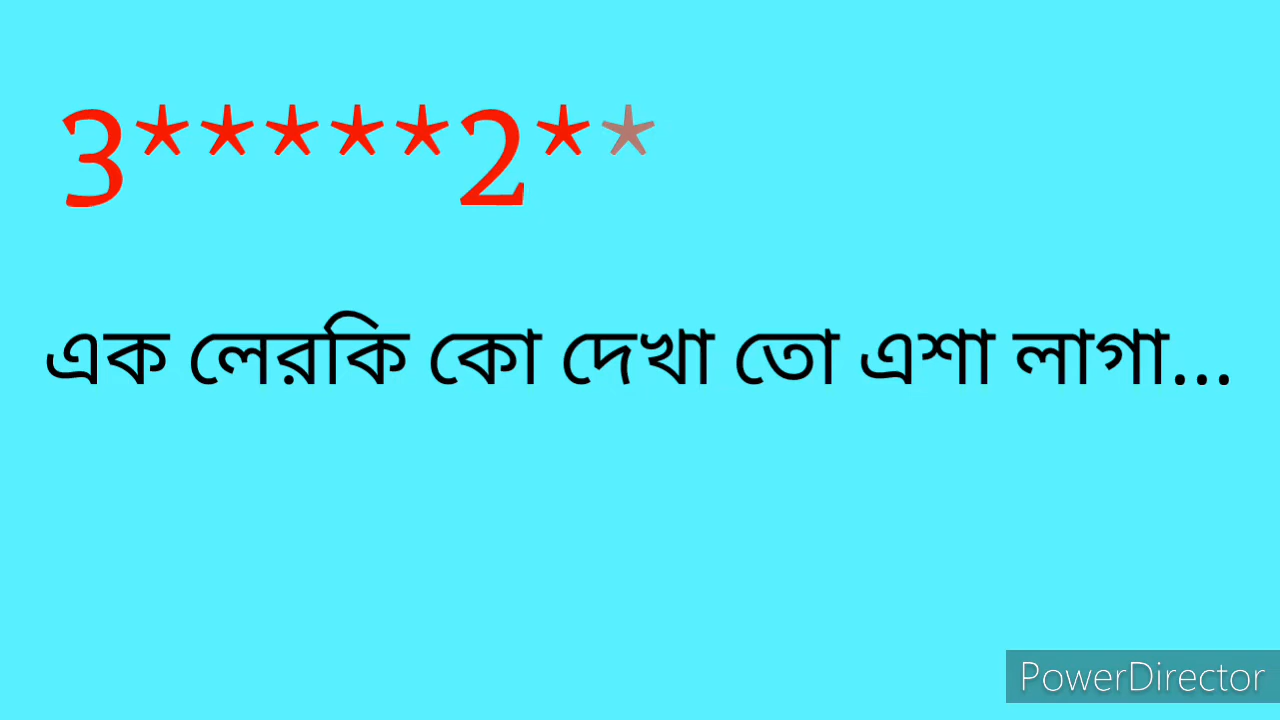 3*****2**
এক লেরকি কো দেখা তো এশা লাগা...
PowerDirector